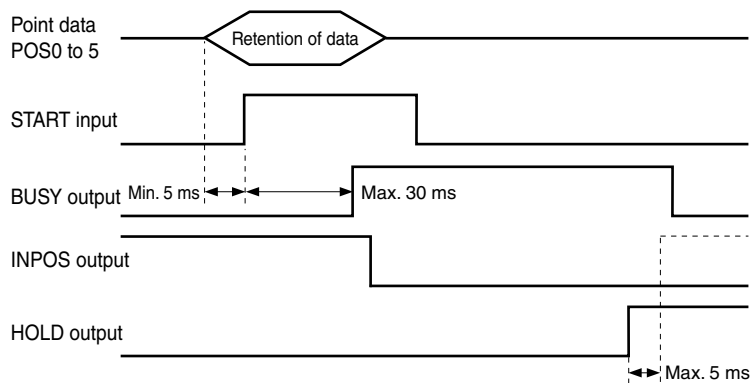 Point data
POS0 to 5
Retention of data
START input
Min. 5 ms
Max. 30 ms
BUSY output
INPOS output
HOLD output
Max. 5 ms